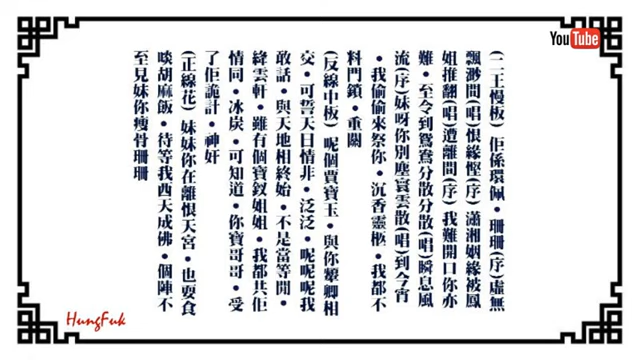 YouTube
(二王慢板) 佢係環佩•珊珊(序)虛無
飄渺間(唱)恨緣慳(序)瀟湘姻緣被鳳
姐推翻(唱)遭離間(序)我難開口你亦
難•至令到鴛鴦分散分散(唱)瞬息風
流(序)妹呀你別塵寰雲散(唱)到今宵
•我偷偷來祭你•沉香靈柩•我都不
料門鎖•重關
(反線中板) 呢個賈寶玉•與你顰卿相
交•可誓天日情非•泛泛•呢呢呢我
敢話•與天地相終始•不是當等閒•
絳雲軒•雖有個寶釵姐姐•我都共佢
情同•冰炭•可知道•你寶哥哥•受
了佢詭計•神奸
(正線花) 妹妹你在離恨天宮•也要食
啖胡麻飯•待等我西天成佛•個陣不
至見妹你瘦骨珊珊
HungFuk